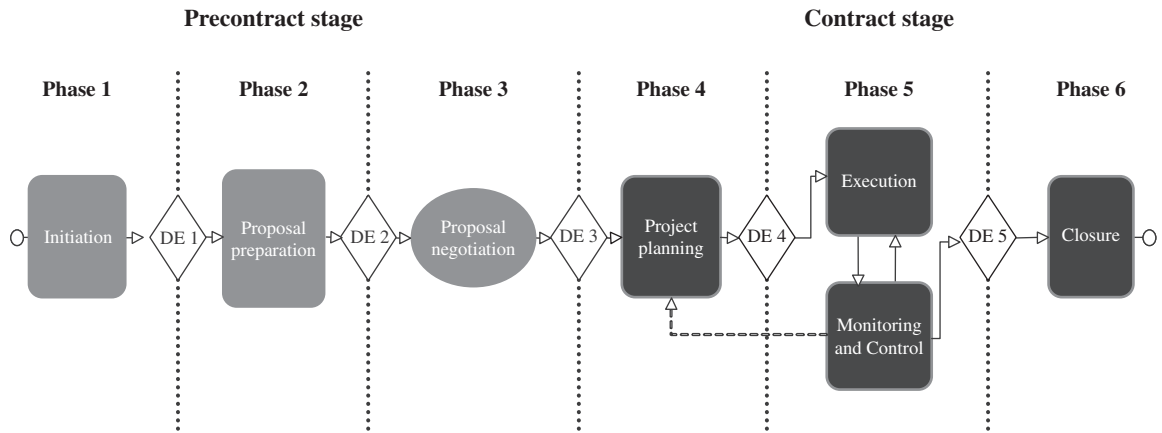 Precontract stage
Contract stage
Phase 1
Phase 2
Phase 3
Phase 4
Phase 5
Phase 6
Initiation
DE 1
Proposal
preparation
DE 2
Proposal
negotiation
DE 3
Project
planning
DE 4
Execution
Monitoring
and Control
DE 5
Closure